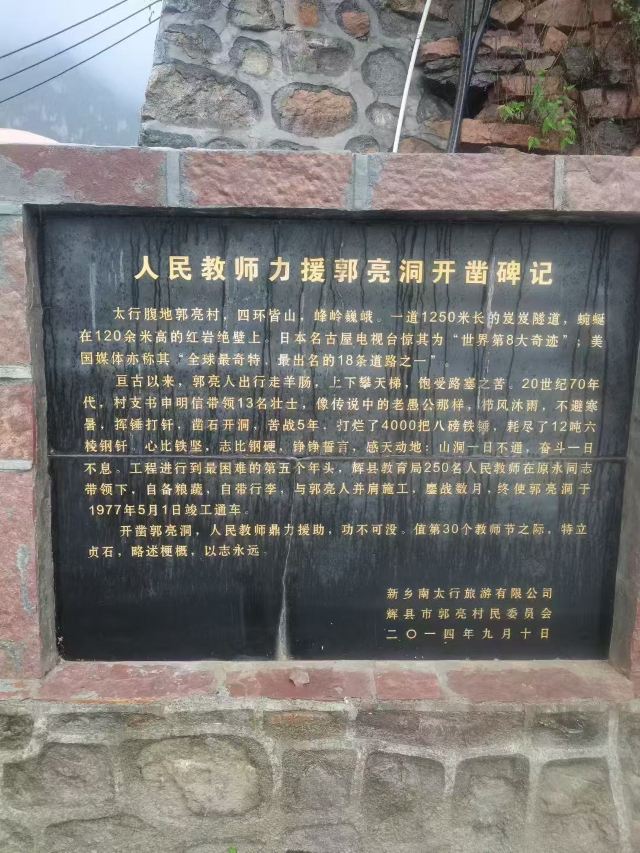 人民教师力援郭亮洞开凿碑记
太行腹地郭亮村，四环皆山，峰岭巍峨。一道1250米长的岌岌隧道，蜿蜒
在120余米高的红岩绝壁上。日本名古屋电视台惊其为“世界第8大奇迹”；美
国媒体亦称其“全球最奇特、最出名的18条道路之一”。
亘古以来，郭亮人出行走羊肠，上下攀天梯，饱受路塞之苦。20世纪70年
代，村支书申明信带领13名壮士，像传说中的老愚公那样，栉风沐雨，不避寒
暑，挥锤打钎，凿石开洞，苦战5年，打烂了4000把八磅铁锤，耗尽了12吨六
棱钢钎 心比铁坚，志比钢硬，铮铮誓言，感天动地：山洞一日不通，奋斗一日
不息。工程进行到最困难的第五个年头，辉县教育局250名人民教师在原永同志
带领下，自备粮蔬，自带行李，与郭亮人并肩施工，鏖战数月，终使郭亮洞于
1977年5月1日竣工通车。
开凿郭亮洞，人民教师鼎力援助，功不可没。值第30个教师节之际，特立
贞石，略述梗概，以志永远。
新乡南太行旅游有限公司
辉县市郭亮村民委员会
二〇一四年九月十日